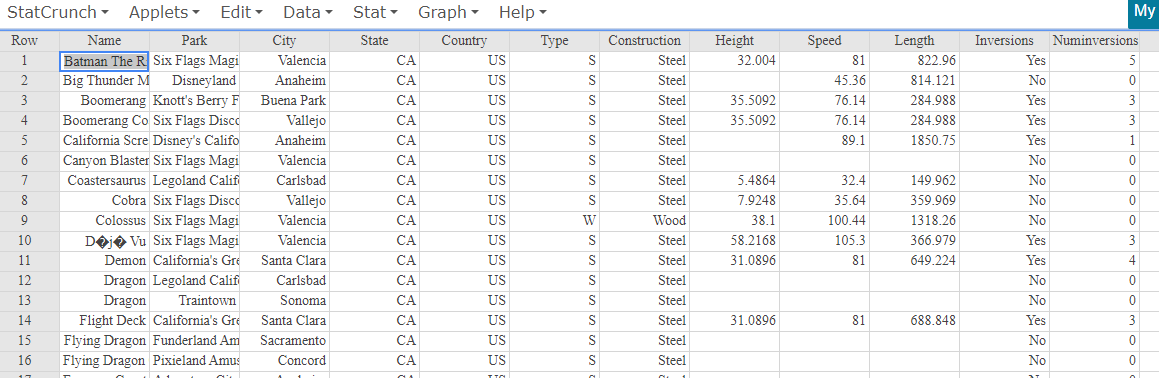 StatCrunch Applets Edit Data Stat Graph Help My
Row Name Park City State Country Type Construction Height Speed Length Inversions Numinversions
1 Batman The R Six Flags Magi Valencia CA US S Steel 32.004 81 822.96 Yes 5
2 Big Thunder M Disneyland Anaheim CA US S Steel 45.36 814.121 No 0
3 Boomerang Knott's Berry F Buena Park CA US S Steel 35.5092 76.14 284.988 Yes 3
4 Boomerang Co Six Flags Disco Vallejo CA US S Steel 35.5092 76.14 284.988 Yes 3
5 California Scre Disney's Califo Anaheim CA US S Steel 89.1 1850.75 Yes 1
6 Canyon Blaster Six Flags Magi Valencia CA US S Steel No 0
7 Coastersaurus Legoland Calif Carlsbad CA US S Steel 5.4864 32.4 149.962 No 0
8 Cobra Six Flags Disco Vallejo CA US S Steel 7.9248 35.64 359.969 No 0
9 Colossus Six Flags Magi Valencia CA US W Wood 38.1 100.44 1318.26 No 0
10 D�j� Vu Six Flags Magi Valencia CA US S Steel 58.2168 105.3 366.979 Yes 3
11 Demon California's Gre Santa Clara CA US S Steel 31.0896 81 649.224 Yes 4
12 Dragon Legoland Calif Carlsbad CA US S Steel No 0
13 Dragon Traintown Sonoma CA US S Steel No 0
14 Flight Deck California's Gre Santa Clara CA US S Steel 31.0896 81 688.848 Yes 3
15 Flying Dragon Funderland Am Sacramento CA US S Steel No 0
16 Flying Dragon Pixieland Amus Concord CA US S Steel No 0